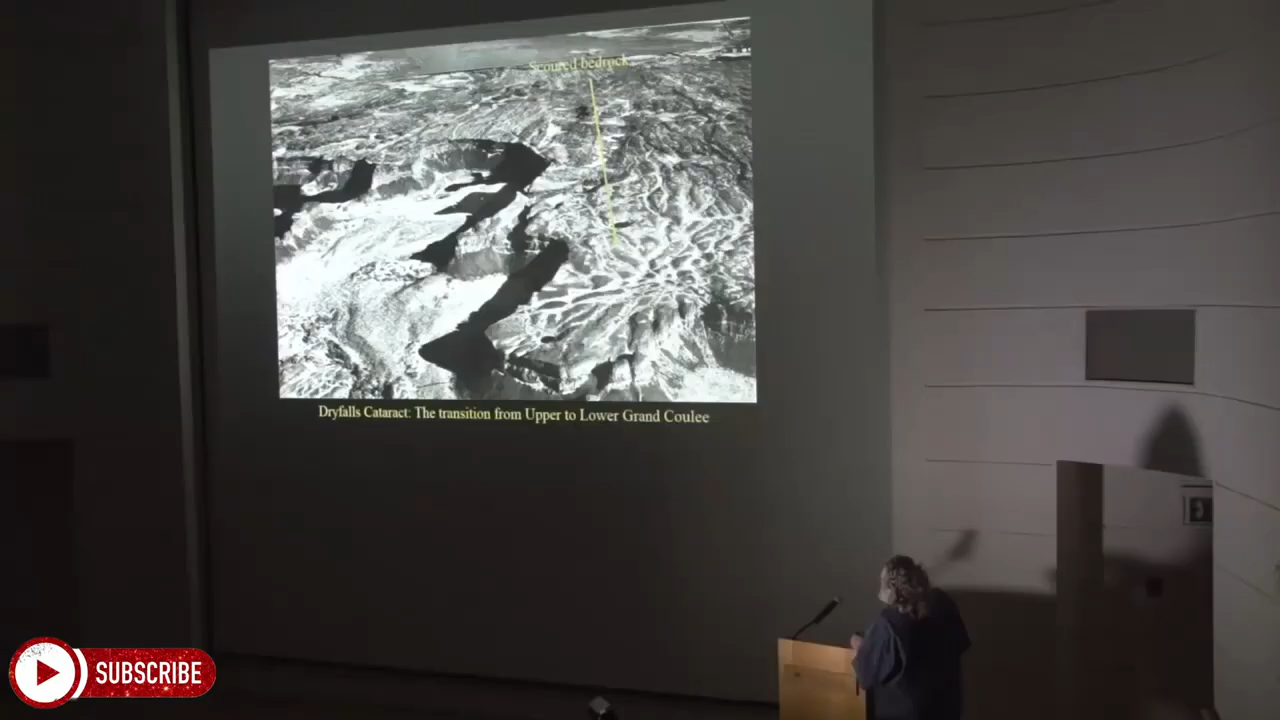 Scoured bedrock
Dryfalls Cataract: The transition from Upper to Lower Grand Coulee
SUBSCRIBE